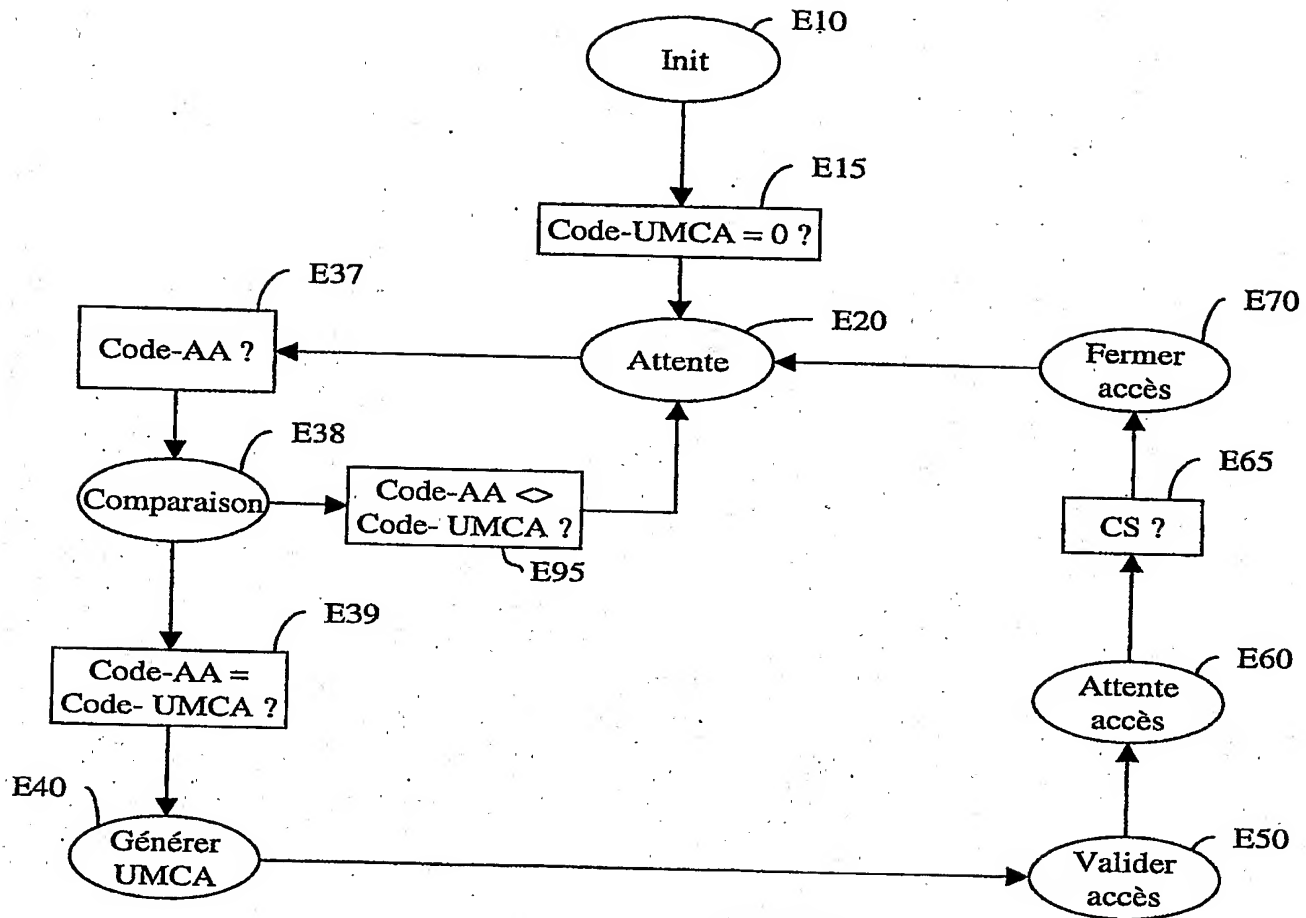 E10
Init
E15
Code-UMCA = 0 ?
E37
Code-AA ?
E20
Attente
E70
Fermer
accès
E38
Comparaison
Code-AA <>
Code- UMCA ?
E95
E65
CS ?
E39
Code-AA =
Code- UMCA ?
E60
Attente
accès
E40
Générer
UMCA
E50
Valider
accès